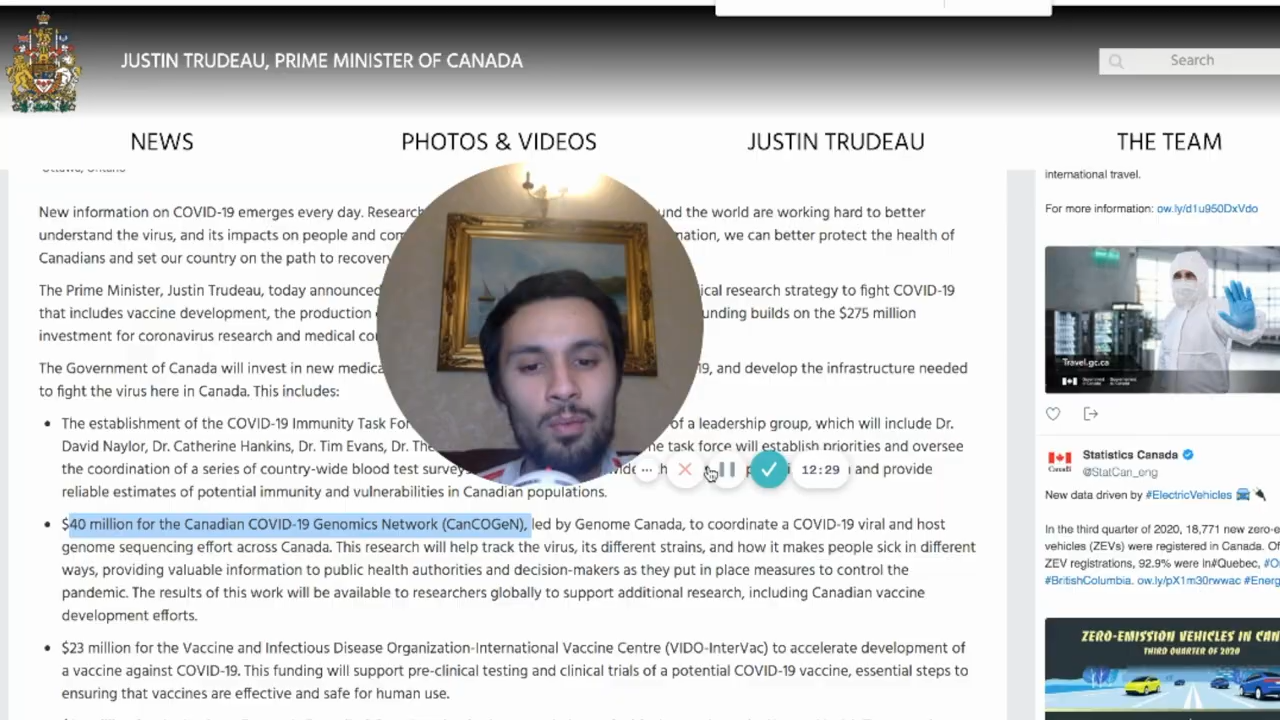 JUSTIN TRUDEAU, PRIME MINISTER OF CANADA
Search
NEWS
PHOTOS & VIDEOS
JUSTIN TRUDEAU
THE TEAM
Ottawa, Ontario
New information on COVID-19 emerges every day. Research und the world are working hard to better
understand the virus, and its impacts on people and com mation, we can better protect the health of
Canadians and set our country on the path to recovery
The Prime Minister, Justin Trudeau, today announced ical research strategy to fight COVID-19
that includes vaccine development, the production unding builds on the $275 million
investment for coronavirus research and medical cou
The Government of Canada will invest in new medica 19, and develop the infrastructure needed
to fight the virus here in Canada. This includes:
The establishment of the COVID-19 Immunity Task For of a leadership group, which will include Dr.
David Naylor, Dr. Catherine Hankins, Dr. Tim Evans, Dr. The he task force will establish priorities and oversee
the coordination of a series of country-wide blood test surveys and provide
reliable estimates of potential immunity and vulnerabilities in Canadian populations.
12:29
$40 million for the Canadian COVID-19 Genomics Network (CanCOGeN), led by Genome Canada, to coordinate a COVID-19 viral and host
genome sequencing effort across Canada. This research will help track the virus, its different strains, and how it makes people sick in different
ways, providing valuable information to public health authorities and decision-makers as they put in place measures to control the
pandemic. The results of this work will be available to researchers globally to support additional research, including Canadian vaccine
development efforts.
$23 million for the Vaccine and Infectious Disease Organization-International Vaccine Centre (VIDO-InterVac) to accelerate development of
a vaccine against COVID-19. This funding will support pre-clinical testing and clinical trials of a potential COVID-19 vaccine, essential steps to
ensuring that vaccines are effective and safe for human use.
international travel.
For more information: ow.ly/d1u950DxVdo
Travel.gc.ca
Canada
Statistics Canada
@StatCan_eng
New data driven by #ElectricVehicles
In the third quarter of 2020, 18,771 new zero-e
vehicles (ZEVs) were registered in Canada. Of
ZEV registrations, 92.9% were in#Quebec, #O
#BritishColumbia. ow.ly/pX1m30rwwac #Energ
ZERO-EMISSION VEHICLES IN CAN
THIRD QUARTER OF 2020